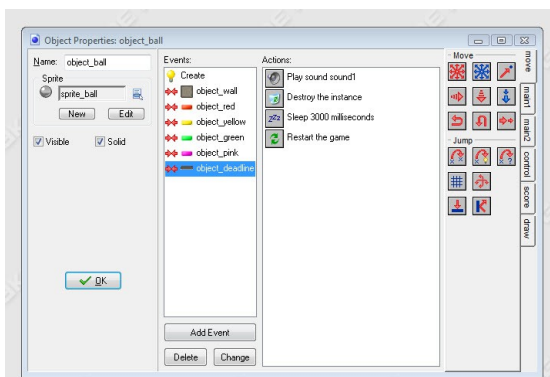 Object Properties: object_ball
Name: object_ball
Sprite
sprite_ball
New Edit
Visible Solid
OK
Events:
Create
object_wall
object_red
object_yellow
object_green
object_pink
object_deadline
Add Event
Delete Change
Actions:
Play sound sound1
Destroy the instance
Sleep 3000 milliseconds
Restart the game
Move
Jump
move
main1
main2
control
score
draw